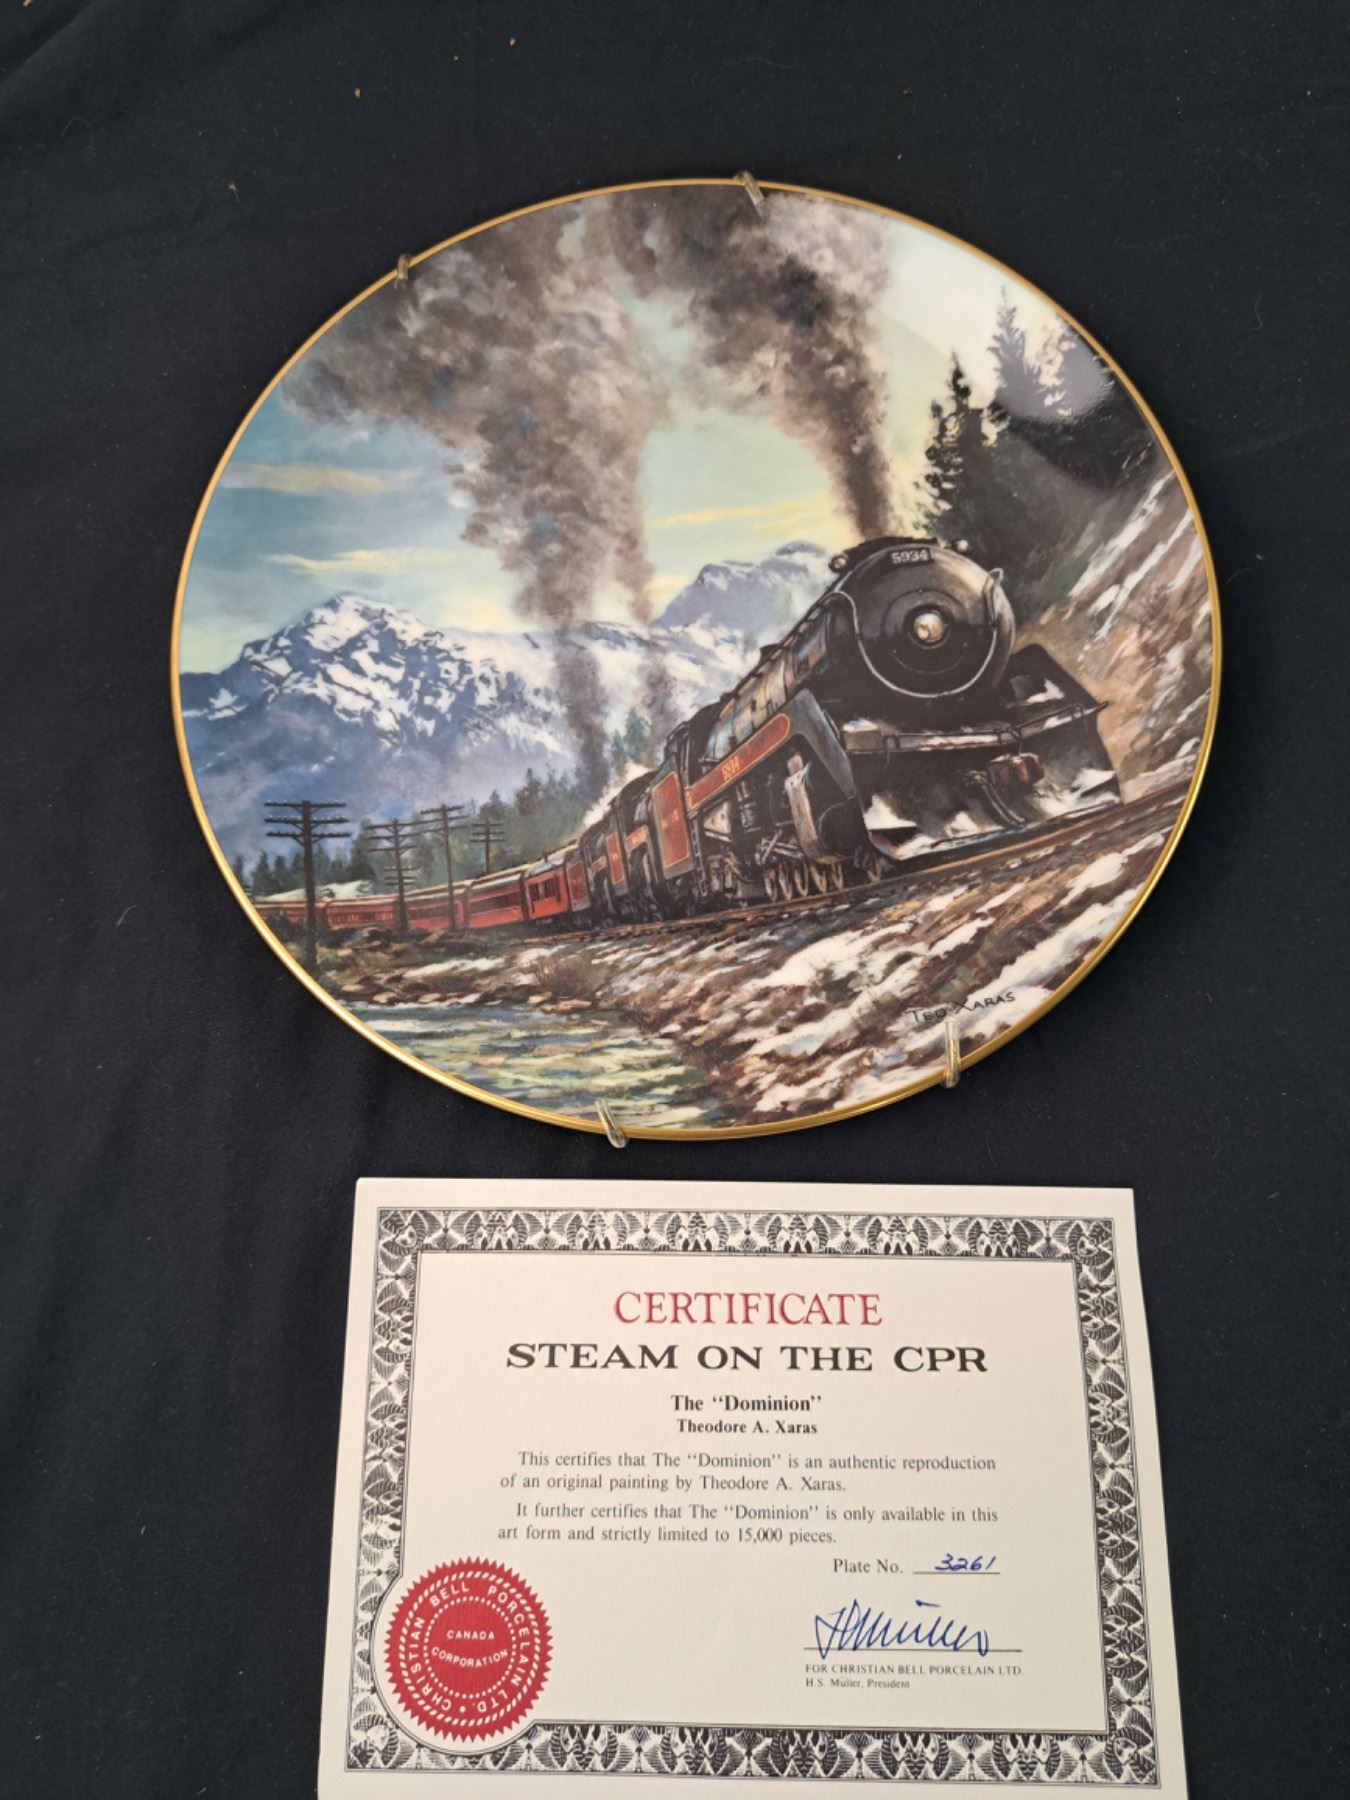 5934
5934
TED XARAS
CERTIFICATE
STEAM ON THE CPR
The "Dominion"
Theodore A. Xaras
This certifies that The "Dominion" is an authentic reproduction
of an original painting by Theodore A. Xaras.
It further certifies that The "Dominion" is only available in this
art form and strictly limited to 15,000 pieces.
Plate No. 3261
FOR CHRISTIAN BELL PORCELAIN LTD.
H.S. Müller, President
CHRISTIAN BELL PORCELAIN LTD.
CANADA
CORPORATION